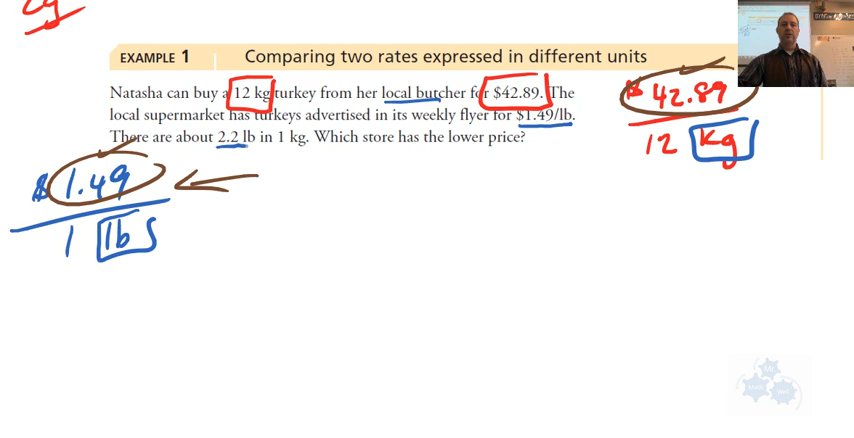 EXAMPLE 1 Comparing two rates expressed in different units
Natasha can buy a 12 kg turkey from her local butcher for $42.89. The
local supermarket has turkeys advertised in its weekly flyer for $1.49/lb.
There are about 2.2 lb in 1 kg. Which store has the lower price?
$42.89
12 kg
$1.49
1 lbs